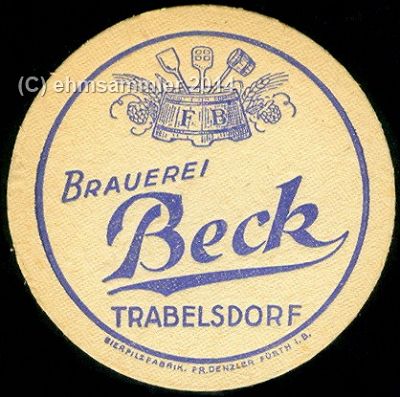 (C) ehmsammler 2014
F B
BRAUEREI
Beck
TRABELSDORF
BIERFILZFABRIK. FR. DENZLER FÜRTH I. B.